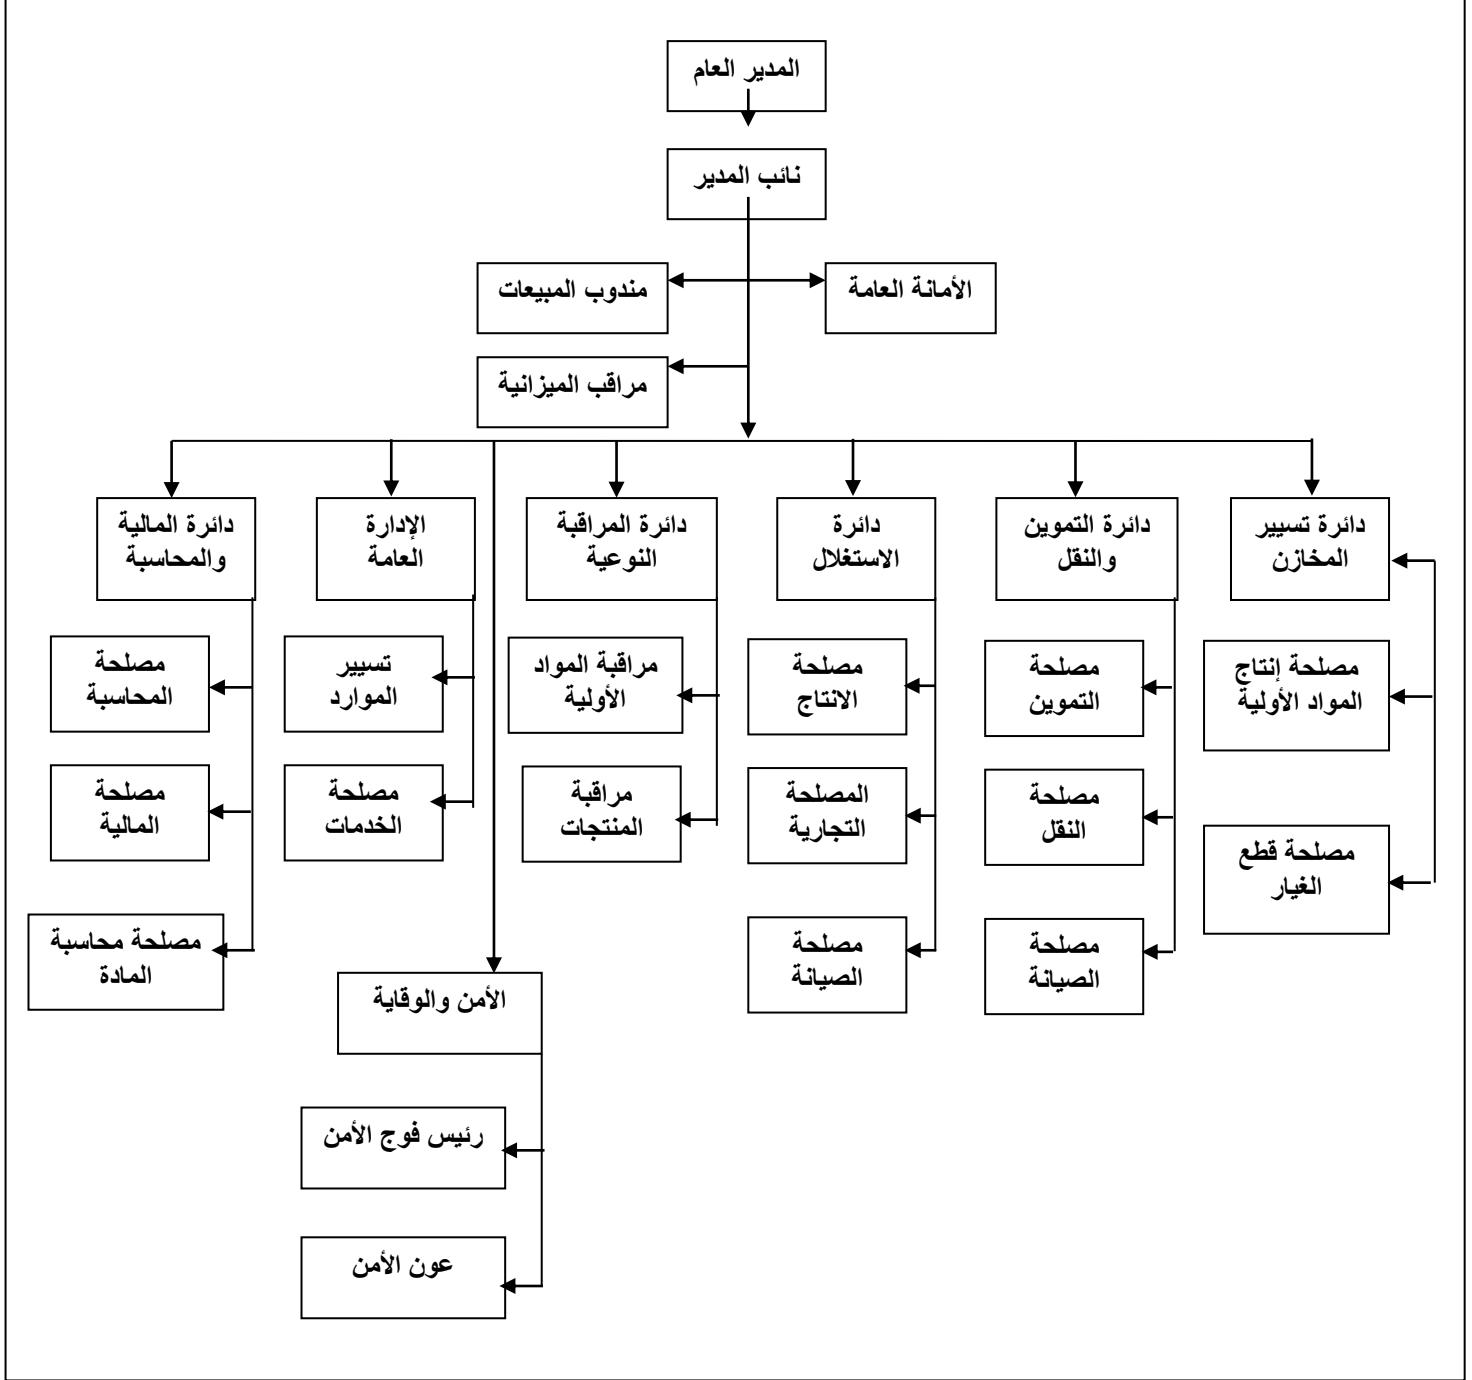 المدير العام
نائب المدير
الأمانة العامة
مندوب المبيعات
مراقب الميزانية
دائرة تسيير
المخازن
دائرة التموين
والنقل
دائرة
الاستغلال
دائرة المراقبة
النوعية
الإدارة
العامة
دائرة المالية
والمحاسبة
مصلحة إنتاج
المواد الأولية
مصلحة
التموين
مصلحة
الانتاج
مراقبة المواد
الأولية
تسيير
الموارد
مصلحة
المحاسبة
مصلحة قطع
الغيار
مصلحة
النقل
المصلحة
التجارية
مراقبة
المنتجات
مصلحة
الخدمات
مصلحة
المالية
مصلحة
الصيانة
مصلحة
الصيانة
مصلحة محاسبة
المادة
الأمن والوقاية
رئيس فوج الأمن
عون الأمن